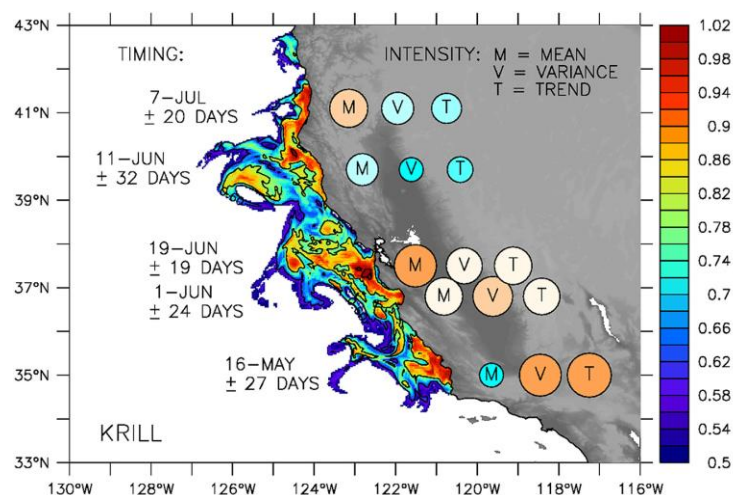 43°N
41°N
39°N
37°N
35°N
33°N
TIMING:
INTENSITY: M = MEAN
V = VARIANCE
T = TREND
7-JUL
± 20 DAYS
M V T
11-JUN
± 32 DAYS
M V T
19-JUN
± 19 DAYS
M V T
1-JUN
± 24 DAYS
M V T
16-MAY
± 27 DAYS
M V T
KRILL
130°W 128°W 126°W 124°W 122°W 120°W 118°W 116°W
1.02
0.98
0.94
0.9
0.86
0.82
0.78
0.74
0.7
0.66
0.62
0.58
0.54
0.5